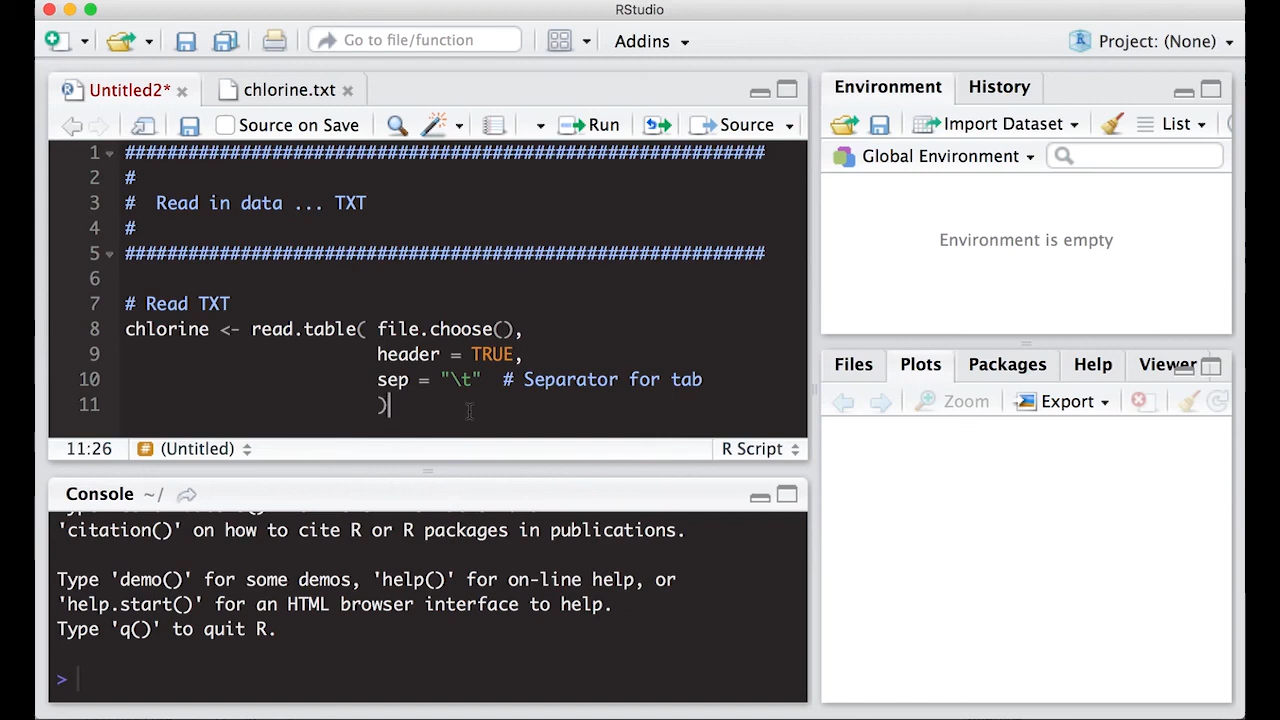 RStudio
Go to file/function
Addins
Project: (None)
Untitled2*
chlorine.txt
Source on Save
Run
Source
1 ############################################################
2 #
3 #  Read in data ... TXT
4 #
5 ############################################################
6
7 # Read TXT
8 chlorine <- read.table( file.choose(),
9                         header = TRUE,
10                        sep = "\t"  # Separator for tab
11                        )
11:26
(Untitled)
R Script
Console ~/
'citation()' on how to cite R or R packages in publications.
Type 'demo()' for some demos, 'help()' for on-line help, or
'help.start()' for an HTML browser interface to help.
Type 'q()' to quit R.
>
Environment
History
Import Dataset
List
Global Environment
Environment is empty
Files
Plots
Packages
Help
Viewer
Zoom
Export